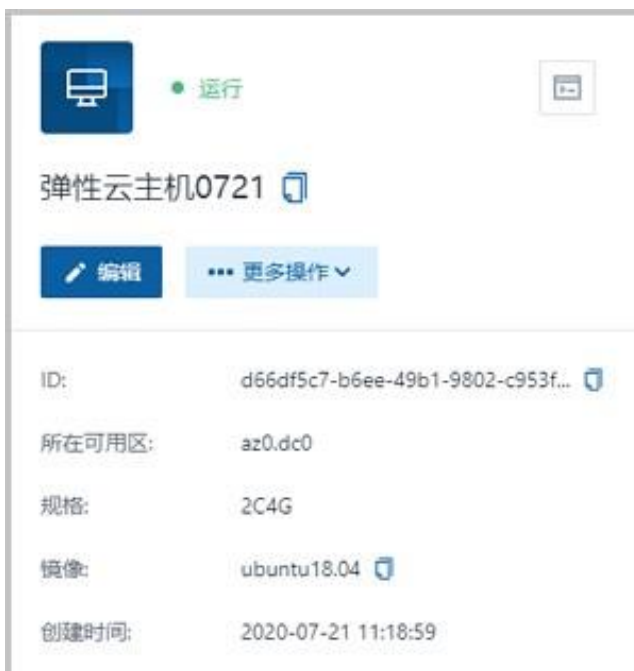 运行
弹性云主机0721
编辑 ••• 更多操作
ID: d66df5c7-b6ee-49b1-9802-c953f...
所在可用区: az0.dc0
规格: 2C4G
镜像: ubuntu18.04
创建时间: 2020-07-21 11:18:59